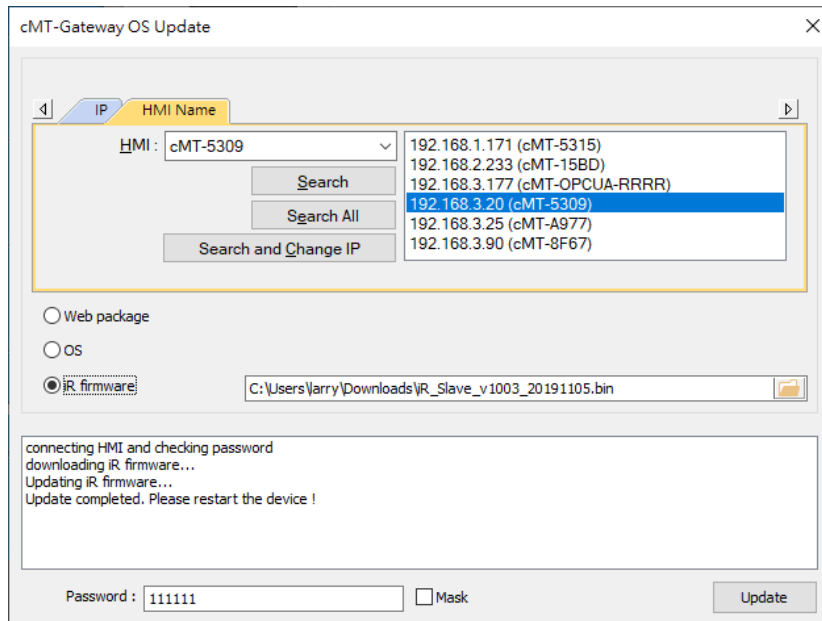 cMT-Gateway OS Update
IP
HMI Name
HMI : cMT-5309
Search
Search All
Search and Change IP
192.168.1.171 (cMT-5315)
192.168.2.233 (cMT-15BD)
192.168.3.177 (cMT-OPCUA-RRRR)
192.168.3.20 (cMT-5309)
192.168.3.25 (cMT-A977)
192.168.3.90 (cMT-8F67)
Web package
OS
iR firmware
C:\Users\larry\Downloads\iR_Slave_v1003_20191105.bin
connecting HMI and checking password
downloading iR firmware...
Updating iR firmware...
Update completed. Please restart the device !
Password : 111111
Mask
Update